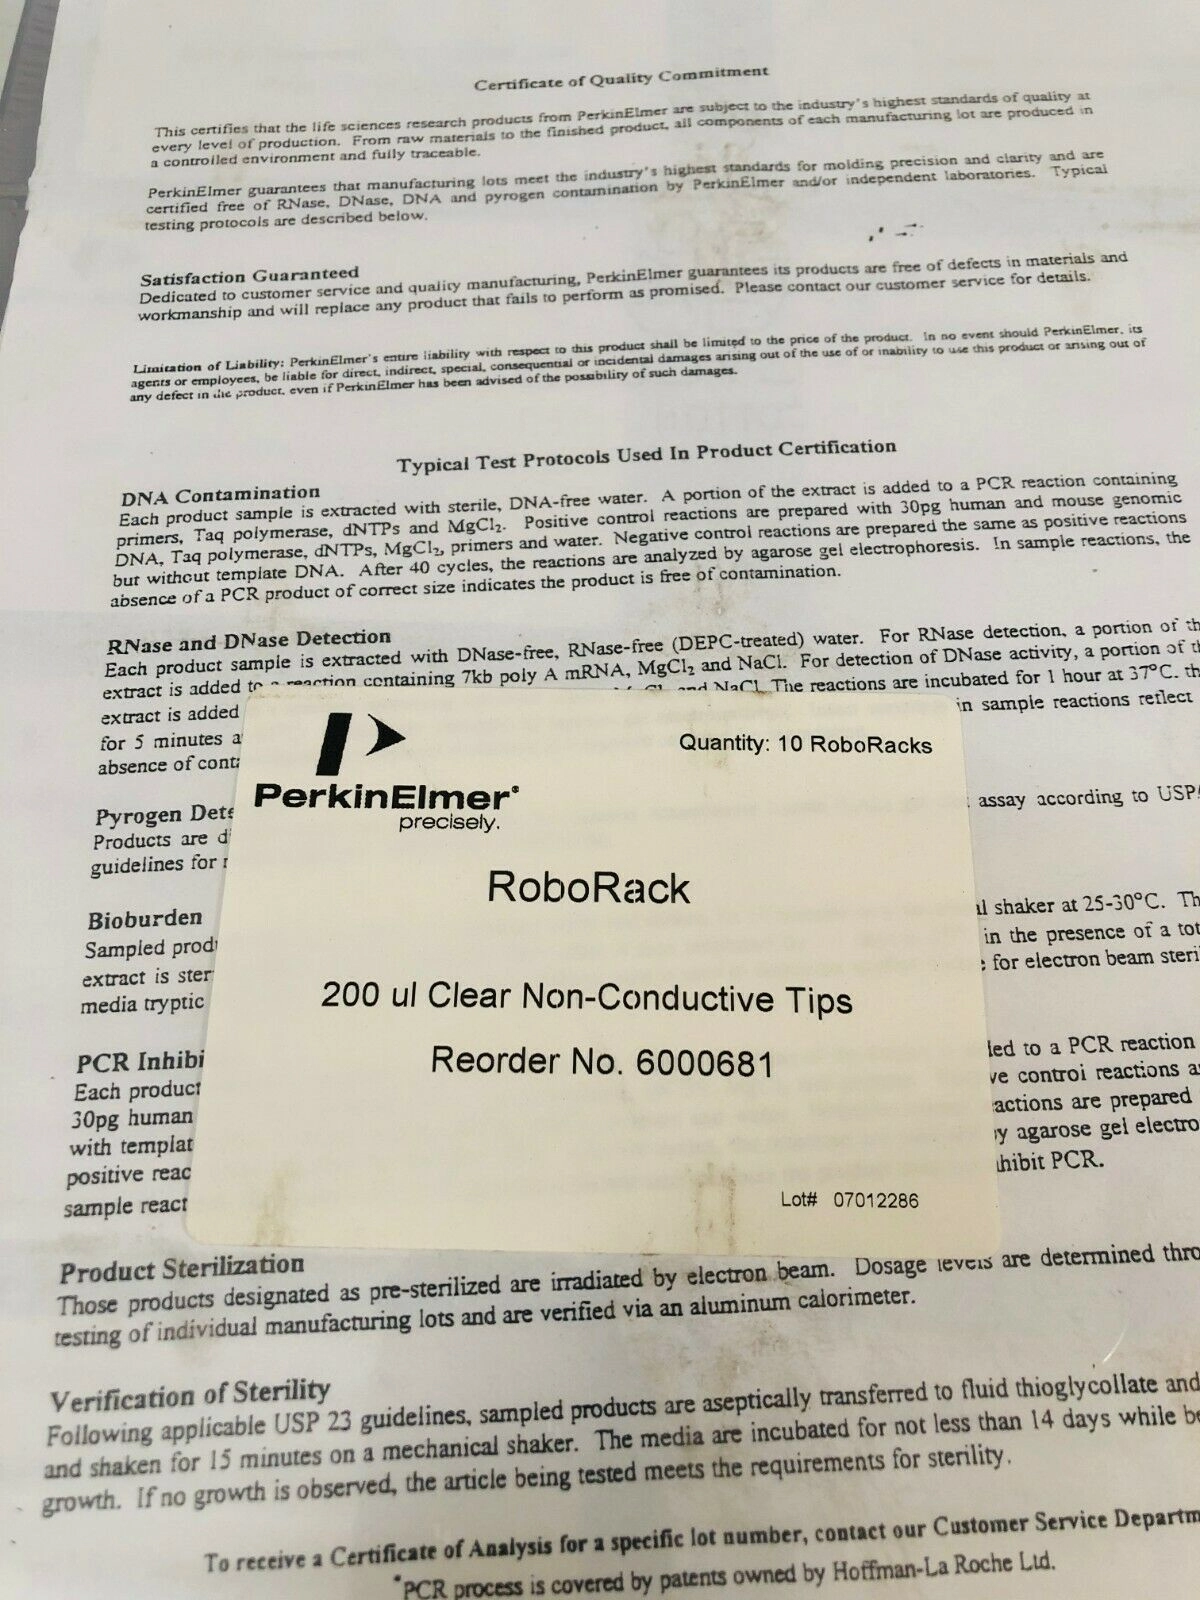 Certificate of Quality Commitment
This certifies that the life sciences research products from PerkinElmer are subject to the industry's highest standards of quality at
every level of production. From raw materials to the finished product, all components of each manufacturing lot are produced in
a controlled environment and fully traceable.
PerkinElmer guarantees that manufacturing lots meet the industry's highest standards for molding precision and clarity and are
certified free of RNase, DNase, DNA and pyrogen contamination by PerkinElmer and/or independent laboratories. Typical
testing protocols are described below.
Satisfaction Guaranteed
Dedicated to customer service and quality manufacturing, PerkinElmer guarantees its products are free of defects in materials and
workmanship and will replace any product that fails to perform as promised. Please contact our customer service for details.
Limitation of Liability: PerkinElmer's entire liability with respect to this product shall be limited to the price of the product. In no event should PerkinElmer, its
agents or employees, be liable for direct, indirect, special, consequential or incidental damages arising out of the use of or inability to use this product or arising out of
any defect in the product, even if PerkinElmer has been advised of the possibility of such damages.
Typical Test Protocols Used In Product Certification
DNA Contamination
Each product sample is extracted with sterile, DNA-free water. A portion of the extract is added to a PCR reaction containing
primers, Taq polymerase, dNTPs and MgCl₂. Positive control reactions are prepared with 30pg human and mouse genomic
DNA, Taq polymerase, dNTPs, MgCl₂, primers and water. Negative control reactions are prepared the same as positive reactions
but without template DNA. After 40 cycles, the reactions are analyzed by agarose gel electrophoresis. In sample reactions, the
absence of a PCR product of correct size indicates the product is free of contamination.
RNase and DNase Detection
Each product sample is extracted with DNase-free, RNase-free (DEPC-treated) water. For RNase detection, a portion of th
extract is added to a reaction containing 7kb poly A mRNA, MgCl₂ and NaCl. For detection of DNase activity, a portion of th
extract is added and NaCl. The reactions are incubated for 1 hour at 37°C. th
for 5 minutes a in sample reactions reflect
absence of conta
Pyrogen Dete
Products are d assay according to USP/
guidelines for r
Bioburden
Sampled prod al shaker at 25-30°C. Th
extract is ster in the presence of a tot
media tryptic for electron beam steri
PCR Inhibi
Each product led to a PCR reaction
30pg human ve control reactions a
with templat actions are prepared
positive reac by agarose gel electro
sample react hibit PCR.
PerkinElmer®
precisely.
Quantity: 10 RoboRacks
RoboRack
200 ul Clear Non-Conductive Tips
Reorder No. 6000681
Lot# 07012286
Product Sterilization
Those products designated as pre-sterilized are irradiated by electron beam. Dosage levels are determined thro
testing of individual manufacturing lots and are verified via an aluminum calorimeter.
Verification of Sterility
Following applicable USP 23 guidelines, sampled products are aseptically transferred to fluid thioglycollate and
and shaken for 15 minutes on a mechanical shaker. The media are incubated for not less than 14 days while be
growth. If no growth is observed, the article being tested meets the requirements for sterility.
To receive a Certificate of Analysis for a specific lot number, contact our Customer Service Departm
*PCR process is covered by patents owned by Hoffman-La Roche Ltd.